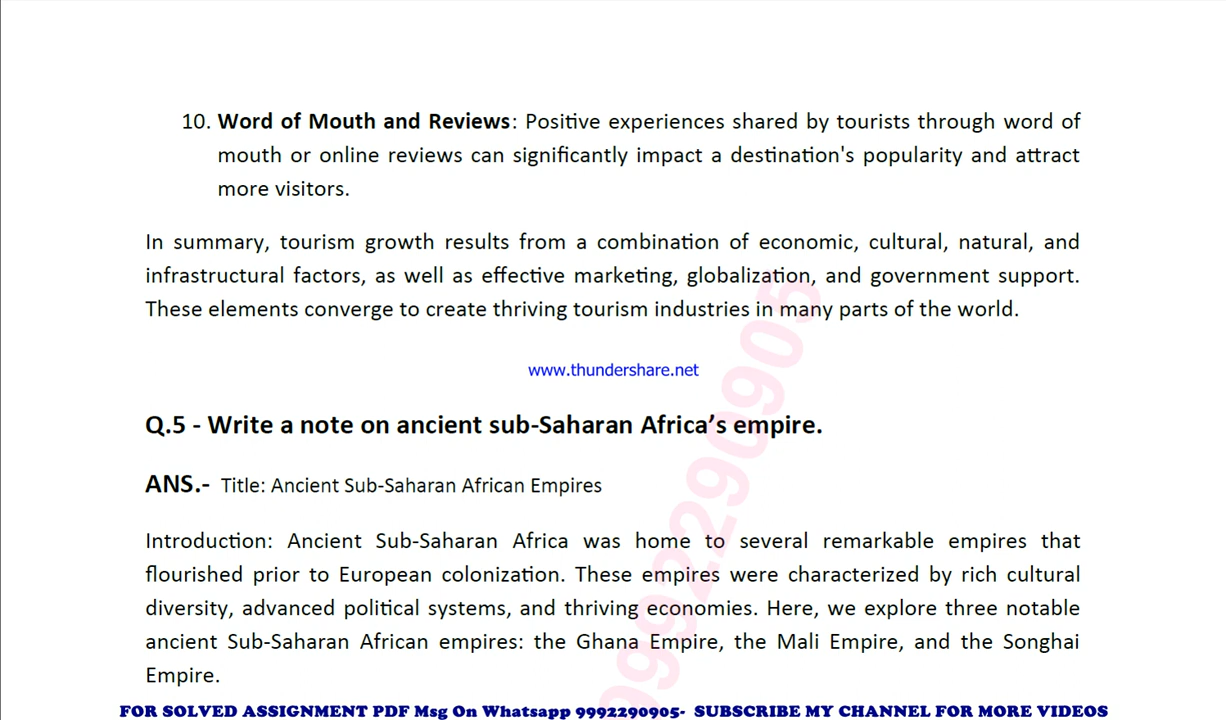 10. Word of Mouth and Reviews: Positive experiences shared by tourists through word of
mouth or online reviews can significantly impact a destination's popularity and attract
more visitors.
In summary, tourism growth results from a combination of economic, cultural, natural, and
infrastructural factors, as well as effective marketing, globalization, and government support.
These elements converge to create thriving tourism industries in many parts of the world.
www.thundershare.net
Q.5 - Write a note on ancient sub-Saharan Africa’s empire.
ANS.- Title: Ancient Sub-Saharan African Empires
Introduction: Ancient Sub-Saharan Africa was home to several remarkable empires that
flourished prior to European colonization. These empires were characterized by rich cultural
diversity, advanced political systems, and thriving economies. Here, we explore three notable
ancient Sub-Saharan African empires: the Ghana Empire, the Mali Empire, and the Songhai
Empire.
9992290905
FOR SOLVED ASSIGNMENT PDF Msg On Whatsapp 9992290905- SUBSCRIBE MY CHANNEL FOR MORE VIDEOS